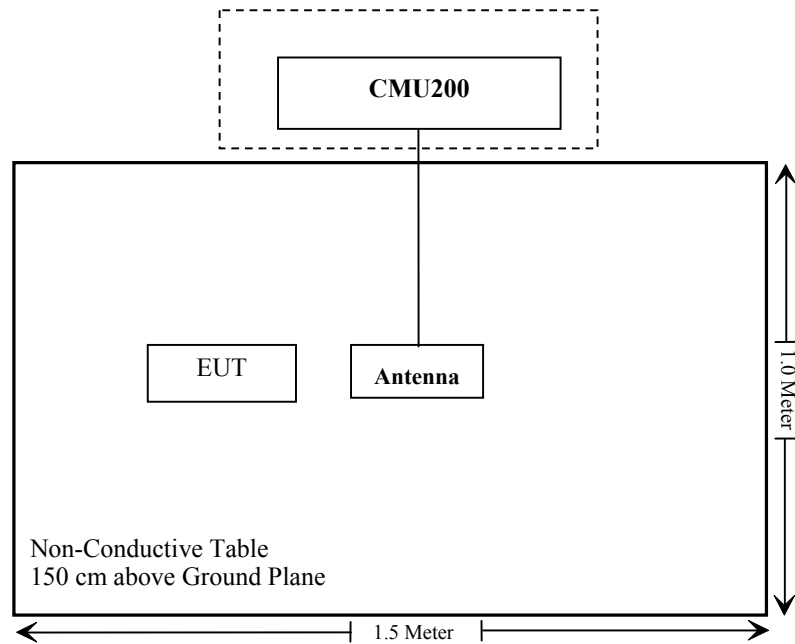 CMU200
EUT
Antenna
1.0 Meter
Non-Conductive Table
150 cm above Ground Plane
1.5 Meter